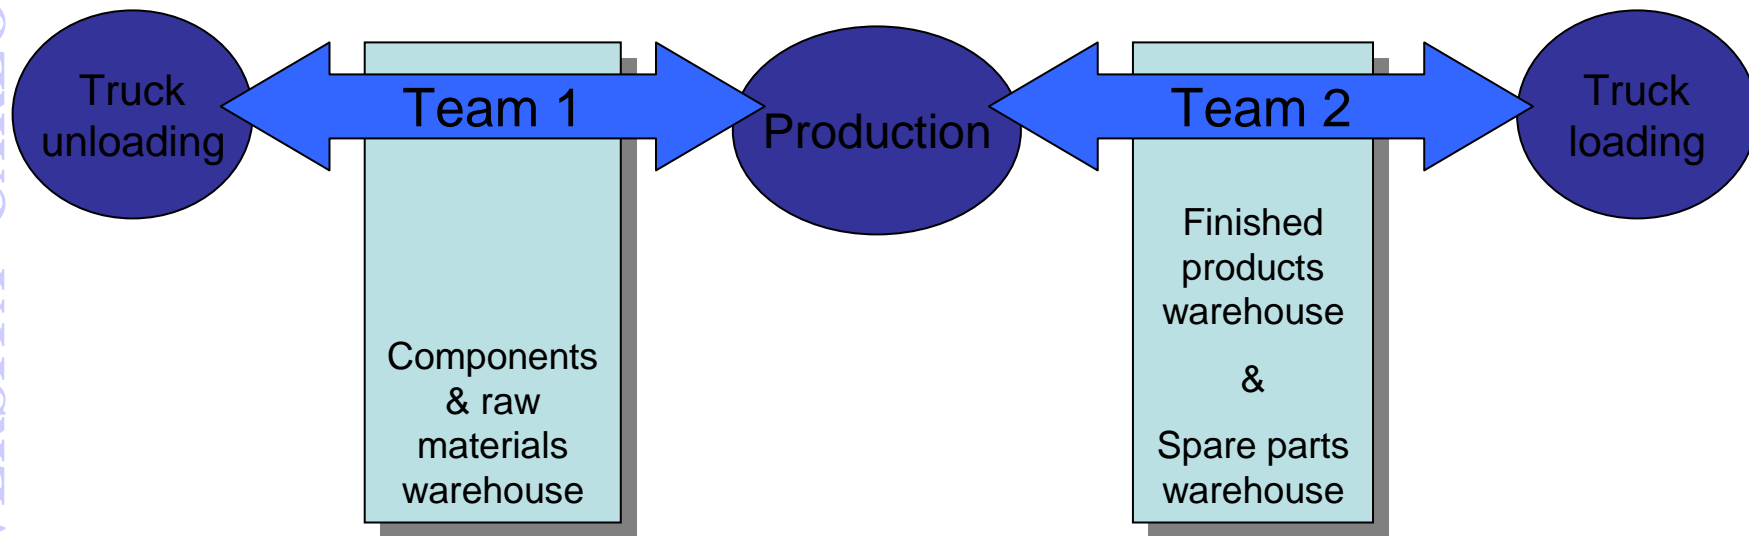 Truck
unloading
Team 1
Production
Team 2
Truck
loading
Components
& raw
materials
warehouse
Finished
products
warehouse
&
Spare parts
warehouse